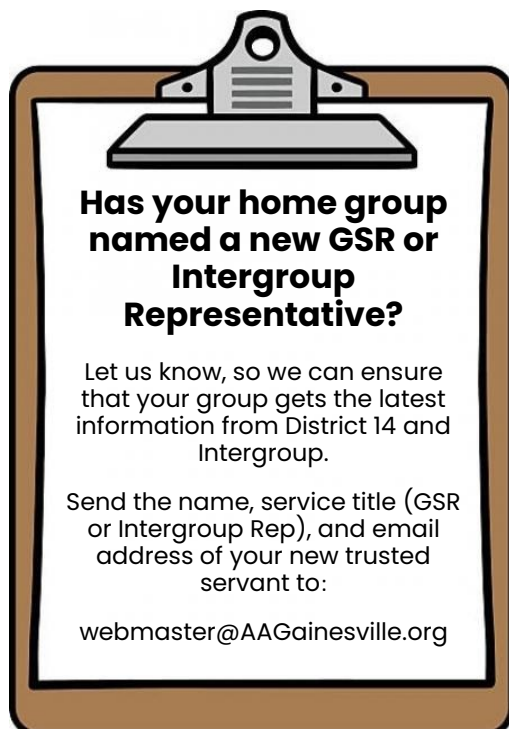 Has your home group
named a new GSR or
Intergroup
Representative?
Let us know, so we can ensure
that your group gets the latest
information from District 14 and
Intergroup.
Send the name, service title (GSR
or Intergroup Rep), and email
address of your new trusted
servant to:
webmaster@AAGainesville.org